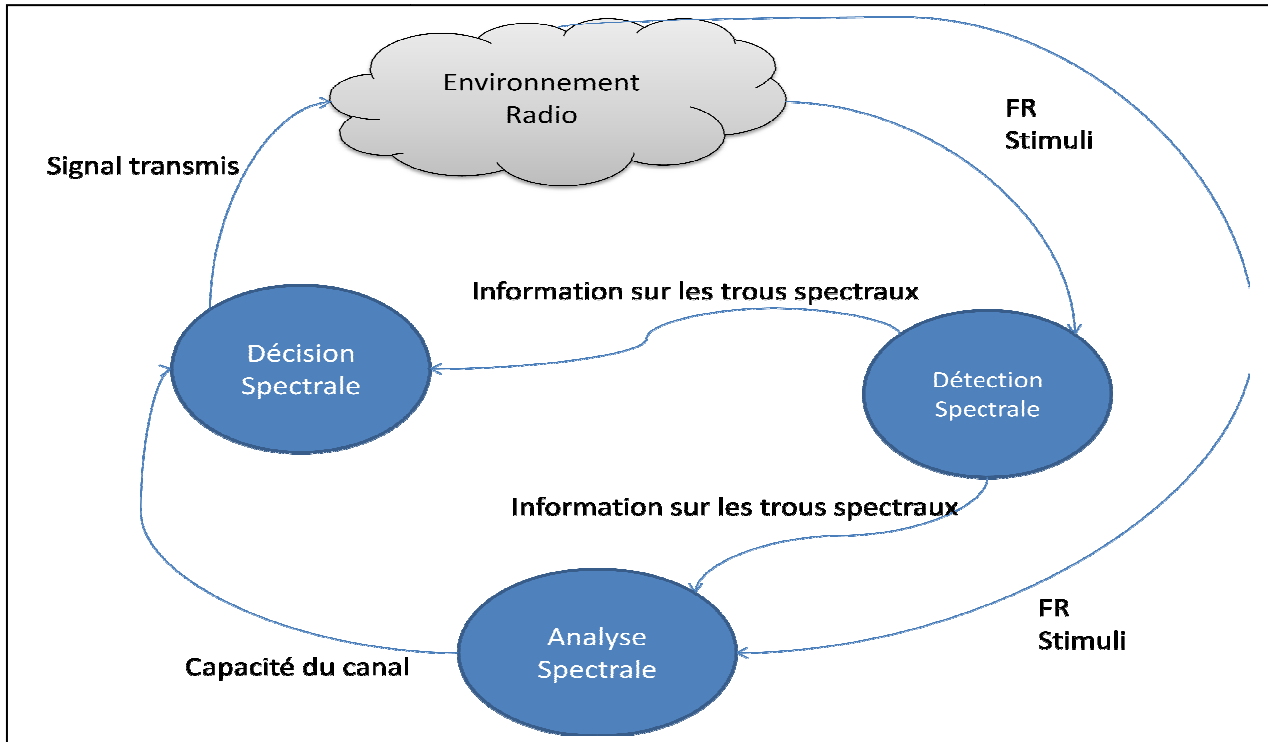 Environnement
Radio
FR
Stimuli
Signal transmis
Information sur les trous spectraux
Décision
Spectrale
Détection
Spectrale
Information sur les trous spectraux
FR
Stimuli
Analyse
Spectrale
Capacité du canal